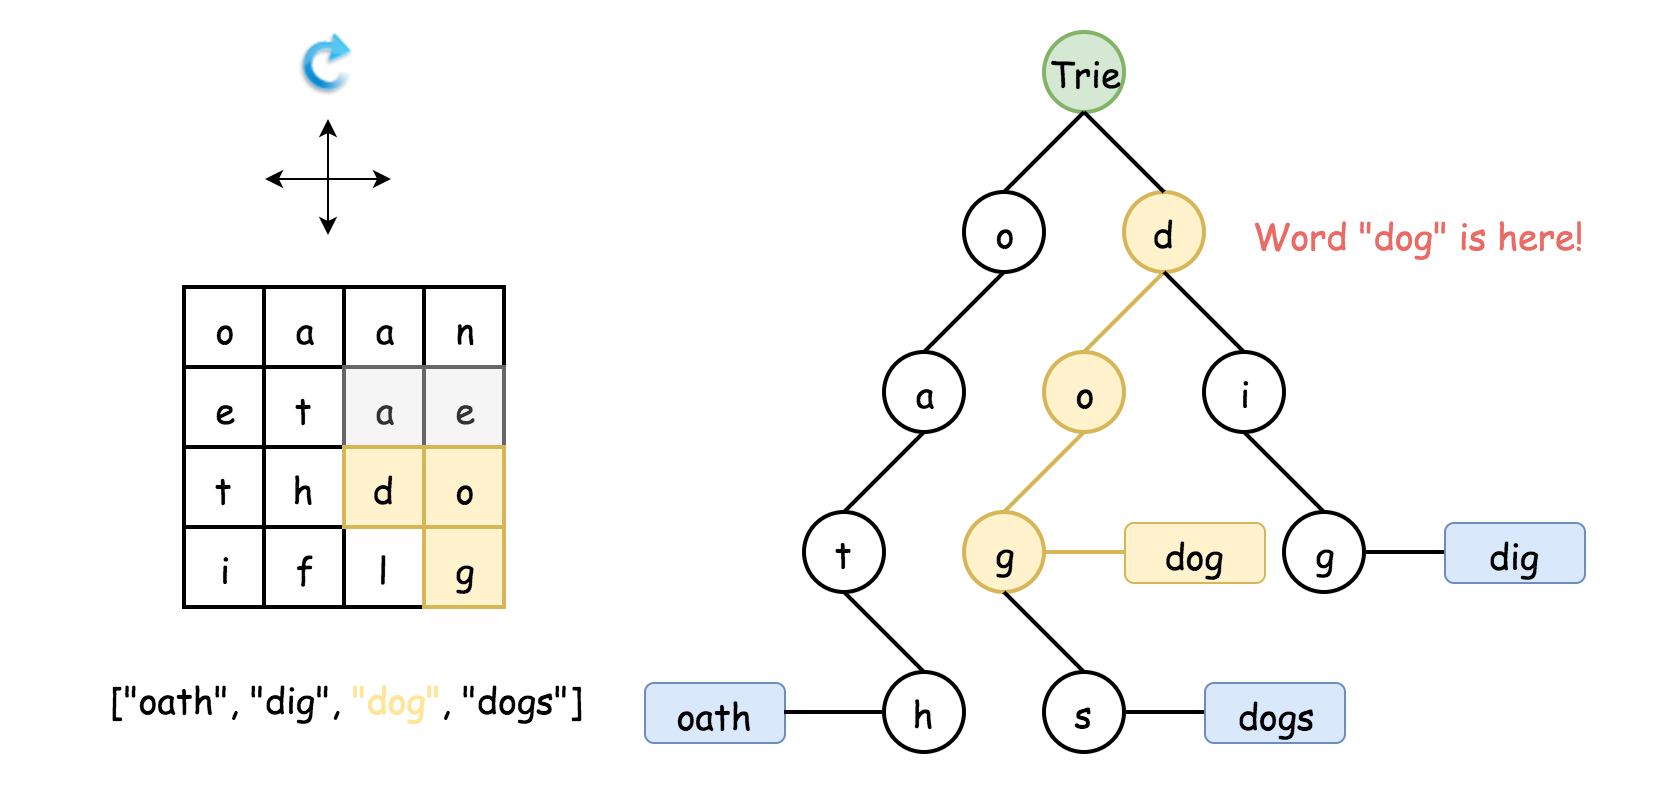 o a a n
e t a e
t h d o
i f l g
["oath", "dig", "dog", "dogs"]
Trie
o d
Word "dog" is here!
a o i
t g dog g dig
oath h s dogs